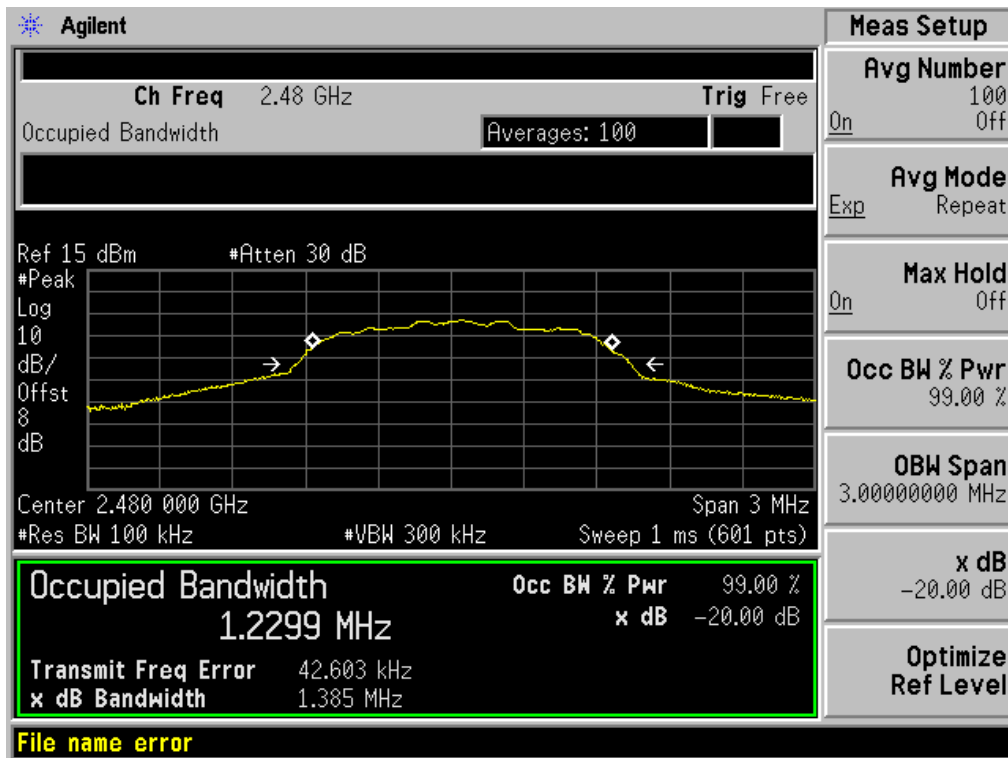 Agilent
Ch Freq 2.48 GHz Trig Free
Occupied Bandwidth Averages: 100
Ref 15 dBm #Atten 30 dB
#Peak
Log
10
dB/
Offst
8
dB
Center 2.480 000 GHz Span 3 MHz
#Res BW 100 kHz #VBW 300 kHz Sweep 1 ms (601 pts)
Occupied Bandwidth Occ BW % Pwr 99.00 %
1.2299 MHz x dB -20.00 dB
Transmit Freq Error 42.603 kHz
x dB Bandwidth 1.385 MHz
File name error
Meas Setup
Avg Number
100
On Off
Avg Mode
Exp Repeat
Max Hold
On Off
Occ BW % Pwr
99.00 %
OBW Span
3.00000000 MHz
x dB
-20.00 dB
Optimize
Ref Level